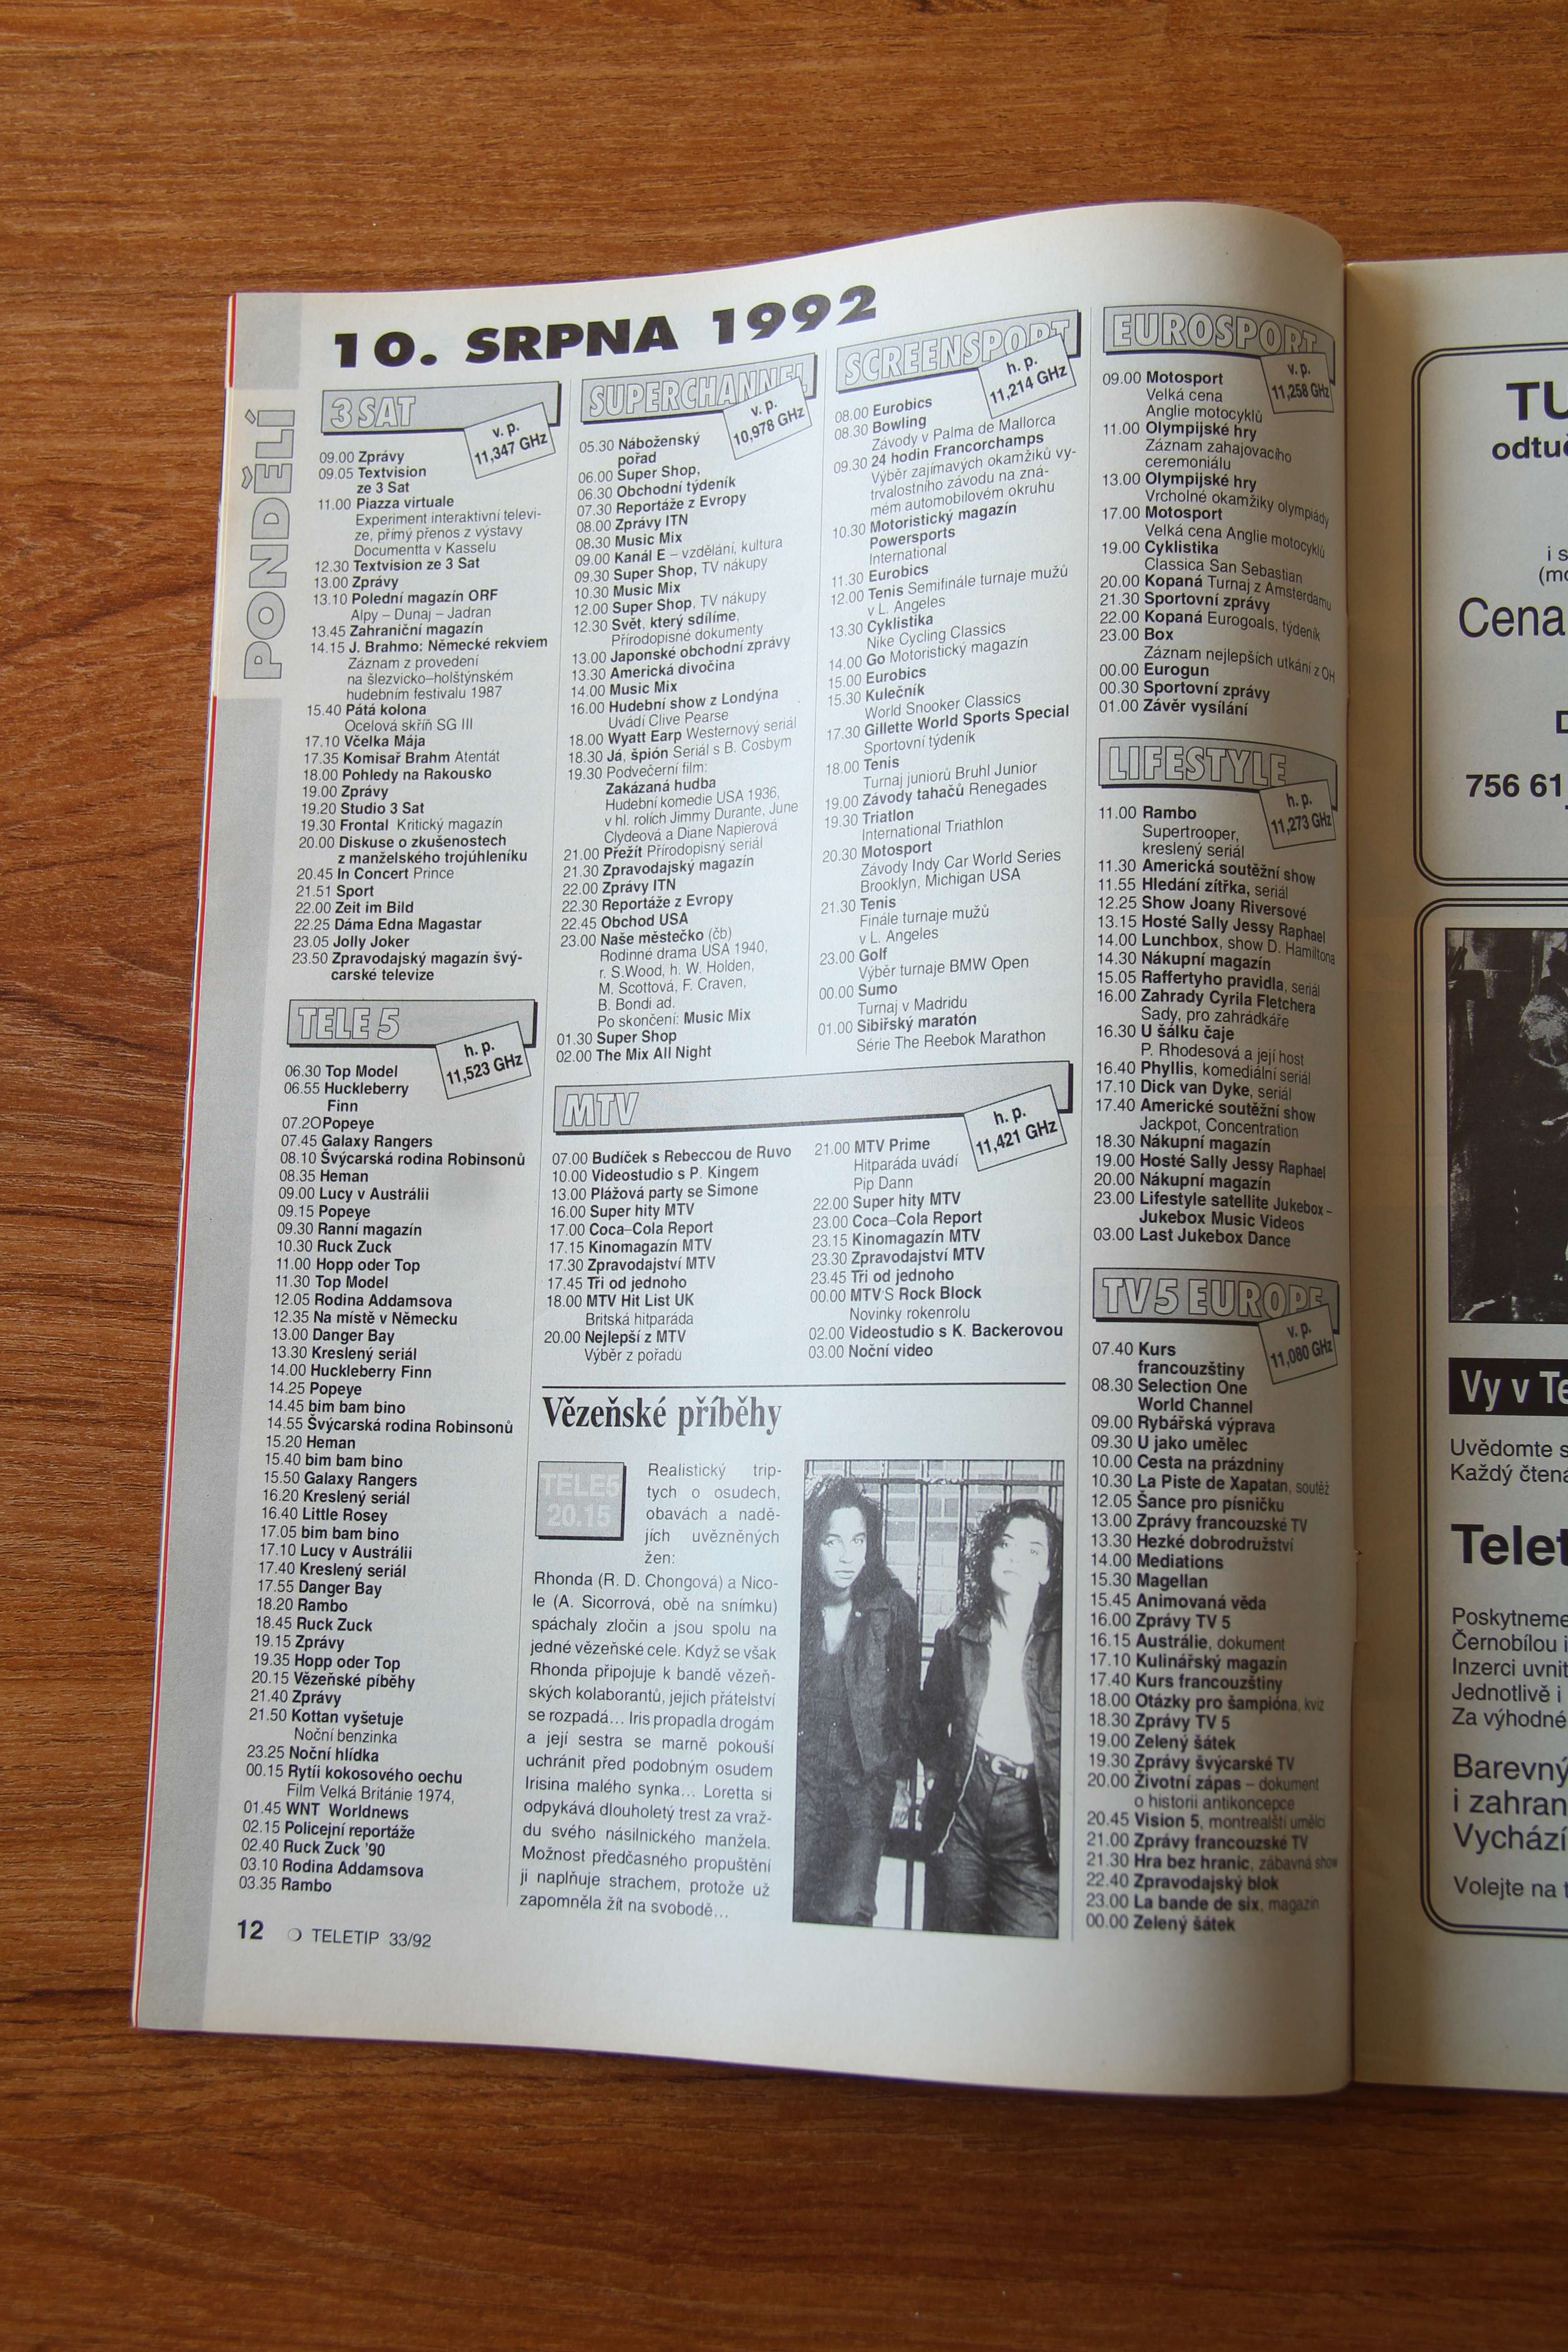 10. SRPNA 1992
PONDĚLÍ
3 SAT
v. p.
11,347 GHz
09.00 Zprávy
09.05 Textvision
ze 3 Sat
11.00 Piazza virtuale
Experiment interaktivní televi-
ze, přímý přenos z výstavy
Documentta v Kasselu
12.30 Textvision ze 3 Sat
13.00 Zprávy
13.10 Polední magazín ORF
Alpy – Dunaj – Jadran
13.45 Zahraniční magazín
14.15 J. Brahmo: Německé rekviem
Záznam z provedení
na šlezvicko–holštýnském
hudebním festivalu 1987
15.40 Pátá kolona
Ocelová skříň SG III
17.10 Včelka Mája
17.35 Komisař Brahm Atentát
18.00 Pohledy na Rakousko
19.00 Zprávy
19.20 Studio 3 Sat
19.30 Frontal Kritický magazín
20.00 Diskuse o zkušenostech
z manželského trojúhleníku
20.45 In Concert Prince
21.51 Sport
22.00 Zeit im Bild
22.25 Dáma Edna Magastar
23.05 Jolly Joker
23.50 Zpravodajský magazín švý-
carské televize
TELE 5
h. p.
11,523 GHz
06.30 Top Model
06.55 Huckleberry
Finn
07.2OPopeye
07.45 Galaxy Rangers
08.10 Švýcarská rodina Robinsonů
08.35 Heman
09.00 Lucy v Austrálii
09.15 Popeye
09.30 Ranní magazín
10.30 Ruck Zuck
11.00 Hopp oder Top
11.30 Top Model
12.05 Rodina Addamsova
12.35 Na místě v Německu
13.00 Danger Bay
13.30 Kreslený seriál
14.00 Huckleberry Finn
14.25 Popeye
14.45 bim bam bino
14.55 Švýcarská rodina Robinsonů
15.20 Heman
15.40 bim bam bino
15.50 Galaxy Rangers
16.20 Kreslený seriál
16.40 Little Rosey
17.05 bim bam bino
17.10 Lucy v Austrálii
17.40 Kreslený seriál
17.55 Danger Bay
18.20 Rambo
18.45 Ruck Zuck
19.15 Zprávy
19.35 Hopp oder Top
20.15 Vězeňské píběhy
21.40 Zprávy
21.50 Kottan vyšetuje
Noční benzinka
23.25 Noční hlídka
00.15 Rytíi kokosového oechu
Film Velká Británie 1974,
01.45 WNT Worldnews
02.15 Policejní reportáže
02.40 Ruck Zuck '90
03.10 Rodina Addamsova
03.35 Rambo
SUPERCHANNEL
v. p.
10,978 GHz
05.30 Náboženský
pořad
06.00 Super Shop,
06.30 Obchodní týdeník
07.30 Reportáže z Evropy
08.00 Zprávy ITN
08.30 Music Mix
09.00 Kanál E – vzdělání, kultura
09.30 Super Shop, TV nákupy
10.30 Music Mix
12.00 Super Shop, TV nákupy
12.30 Svět, který sdílíme,
Přírodopisné dokumenty
13.00 Japonské obchodní zprávy
13.30 Americká divočina
14.00 Music Mix
16.00 Hudební show z Londýna
Uvádí Clive Pearse
18.00 Wyatt Earp Westernový seriál
18.30 Já, špión Seriál s B. Cosbym
19.30 Podvečerní film:
Zakázaná hudba
Hudební komedie USA 1936,
v hl. rolích Jimmy Durante, June
Clydeová a Diane Napierová
21.00 Přežít Přírodopisný seriál
21.30 Zpravodajský magazín
22.00 Zprávy ITN
22.30 Reportáže z Evropy
22.45 Obchod USA
23.00 Naše městečko (čb)
Rodinné drama USA 1940,
r. S.Wood, h. W. Holden,
M. Scottová, F. Craven,
B. Bondi ad.
Po skončení: Music Mix
01.30 Super Shop
02.00 The Mix All Night
SCREENSPORT
h. p.
11,214 GHz
08.00 Eurobics
08.30 Bowling
Závody v Palma de Mallorca
09.30 24 hodin Francorchamps
Výběr zajímavých okamžiků vy-
trvalostního závodu na zná-
mém automobilovém okruhu
10.30 Motoristický magazín
Powersports
International
11.30 Eurobics
12.00 Tenis Semifinále turnaje mužů
v L. Angeles
13.30 Cyklistika
Nike Cycling Classics
14.00 Go Motoristický magazín
15.00 Eurobics
15.30 Kulečník
World Snooker Classics
17.30 Gillette World Sports Special
Sportovní týdeník
18.00 Tenis
Turnaj juniorů Bruhl Junior
19.00 Závody tahačů Renegades
19.30 Triatlon
International Triathlon
20.30 Motosport
Závody Indy Car World Series
Brooklyn, Michigan USA
21.30 Tenis
Finále turnaje mužů
v L. Angeles
23.00 Golf
Výběr turnaje BMW Open
00.00 Sumo
Turnaj v Madridu
01.00 Sibiřský maratón
Série The Reebok Marathon
MTV
h. p.
11,421 GHz
07.00 Budíček s Rebeccou de Ruvo
10.00 Videostudio s P. Kingem
13.00 Plážová party se Simone
16.00 Super hity MTV
17.00 Coca–Cola Report
17.15 Kinomagazín MTV
17.30 Zpravodajství MTV
17.45 Tři od jednoho
18.00 MTV Hit List UK
Britská hitparáda
20.00 Nejlepší z MTV
Výběr z pořadů
21.00 MTV Prime
Hitparáda uvádí
Pip Dann
22.00 Super hity MTV
23.00 Coca–Cola Report
23.15 Kinomagazín MTV
23.30 Zpravodajství MTV
23.45 Tři od jednoho
00.00 MTV'S Rock Block
Novinky rokenrolu
02.00 Videostudio s K. Backerovou
03.00 Noční video
Vězeňské příběhy
TELE5
20.15
Realistický trip-
tych o osudech,
obavách a nadě-
jích uvězněných
žen:
Rhonda (R. D. Chongová) a Nico-
le (A. Sicorrová, obě na snímku)
spáchaly zločin a jsou spolu na
jedné vězeňské cele. Když se však
Rhonda připojuje k bandě vězeň-
ských kolaborantů, jejich přátelství
se rozpadá... Iris propadla drogám
a její sestra se marně pokouší
uchránit před podobným osudem
Irisina malého synka... Loretta si
odpykává dlouholetý trest za vraž-
du svého násilnického manžela.
Možnost předčasného propuštění
ji naplňuje strachem, protože už
zapomněla žít na svobodě...
EUROSPORT
v. p.
11,258 GHz
09.00 Motosport
Velká cena
Anglie motocyklů
11.00 Olympijské hry
Záznam zahajovacího
ceremoniálu
13.00 Olympijské hry
Vrcholné okamžiky olympiády
17.00 Motosport
Velká cena Anglie motocyklů
19.00 Cyklistika
Classica San Sebastian
20.00 Kopaná Turnaj z Amsterdamu
21.30 Sportovní zprávy
22.00 Kopaná Eurogoals, týdeník
23.00 Box
Záznam nejlepších utkání z OH
00.00 Eurogun
00.30 Sportovní zprávy
01.00 Závěr vysílání
LIFESTYLE
h. p.
11,273 GHz
11.00 Rambo
Supertrooper,
kreslený seriál
11.30 Americká soutěžní show
11.55 Hledání zítřka, seriál
12.25 Show Joany Riversové
13.15 Hosté Sally Jessy Raphael
14.00 Lunchbox, show D. Hamiltona
14.30 Nákupní magazín
15.05 Raffertyho pravidla, seriál
16.00 Zahrady Cyrila Fletchera
Sady, pro zahrádkáře
16.30 U šálku čaje
P. Rhodesová a její host
16.40 Phyllis, komediální seriál
17.10 Dick van Dyke, seriál
17.40 Americké soutěžní show
Jackpot, Concentration
18.30 Nákupní magazín
19.00 Hosté Sally Jessy Raphael
20.00 Nákupní magazín
23.00 Lifestyle satellite Jukebox –
Jukebox Music Videos
03.00 Last Jukebox Dance
TV5 EUROPE
v. p.
11,080 GHz
07.40 Kurs
francouzštiny
08.30 Selection One
World Channel
09.00 Rybářská výprava
09.30 U jako umělec
10.00 Cesta na prázdniny
10.30 La Piste de Xapatan, soutěž
12.05 Šance pro písničku
13.00 Zprávy francouzské TV
13.30 Hezké dobrodružství
14.00 Mediations
15.30 Magellan
15.45 Animovaná věda
16.00 Zprávy TV 5
16.15 Austrálie, dokument
17.10 Kulinářský magazín
17.40 Kurs francouzštiny
18.00 Otázky pro šampióna, kviz
18.30 Zprávy TV 5
19.00 Zelený šátek
19.30 Zprávy švýcarské TV
20.00 Životní zápas – dokument
o historii antikoncepce
20.45 Vision 5, montrealští umělci
21.00 Zprávy francouzské TV
21.30 Hra bez hranic, zábavná show
22.40 Zpravodajský blok
23.00 La bande de six, magazín
00.00 Zelený šátek
12 TELETIP 33/92
TU
odtuč
i s
(mo
Cena
756 61
Vy v Te
Uvědomte s
Každý čtená
Telet
Poskytneme
Černobílou i
Inzerci uvnit
Jednotlivě i
Za výhodné
Barevný
i zahran
Vychází
Volejte na t